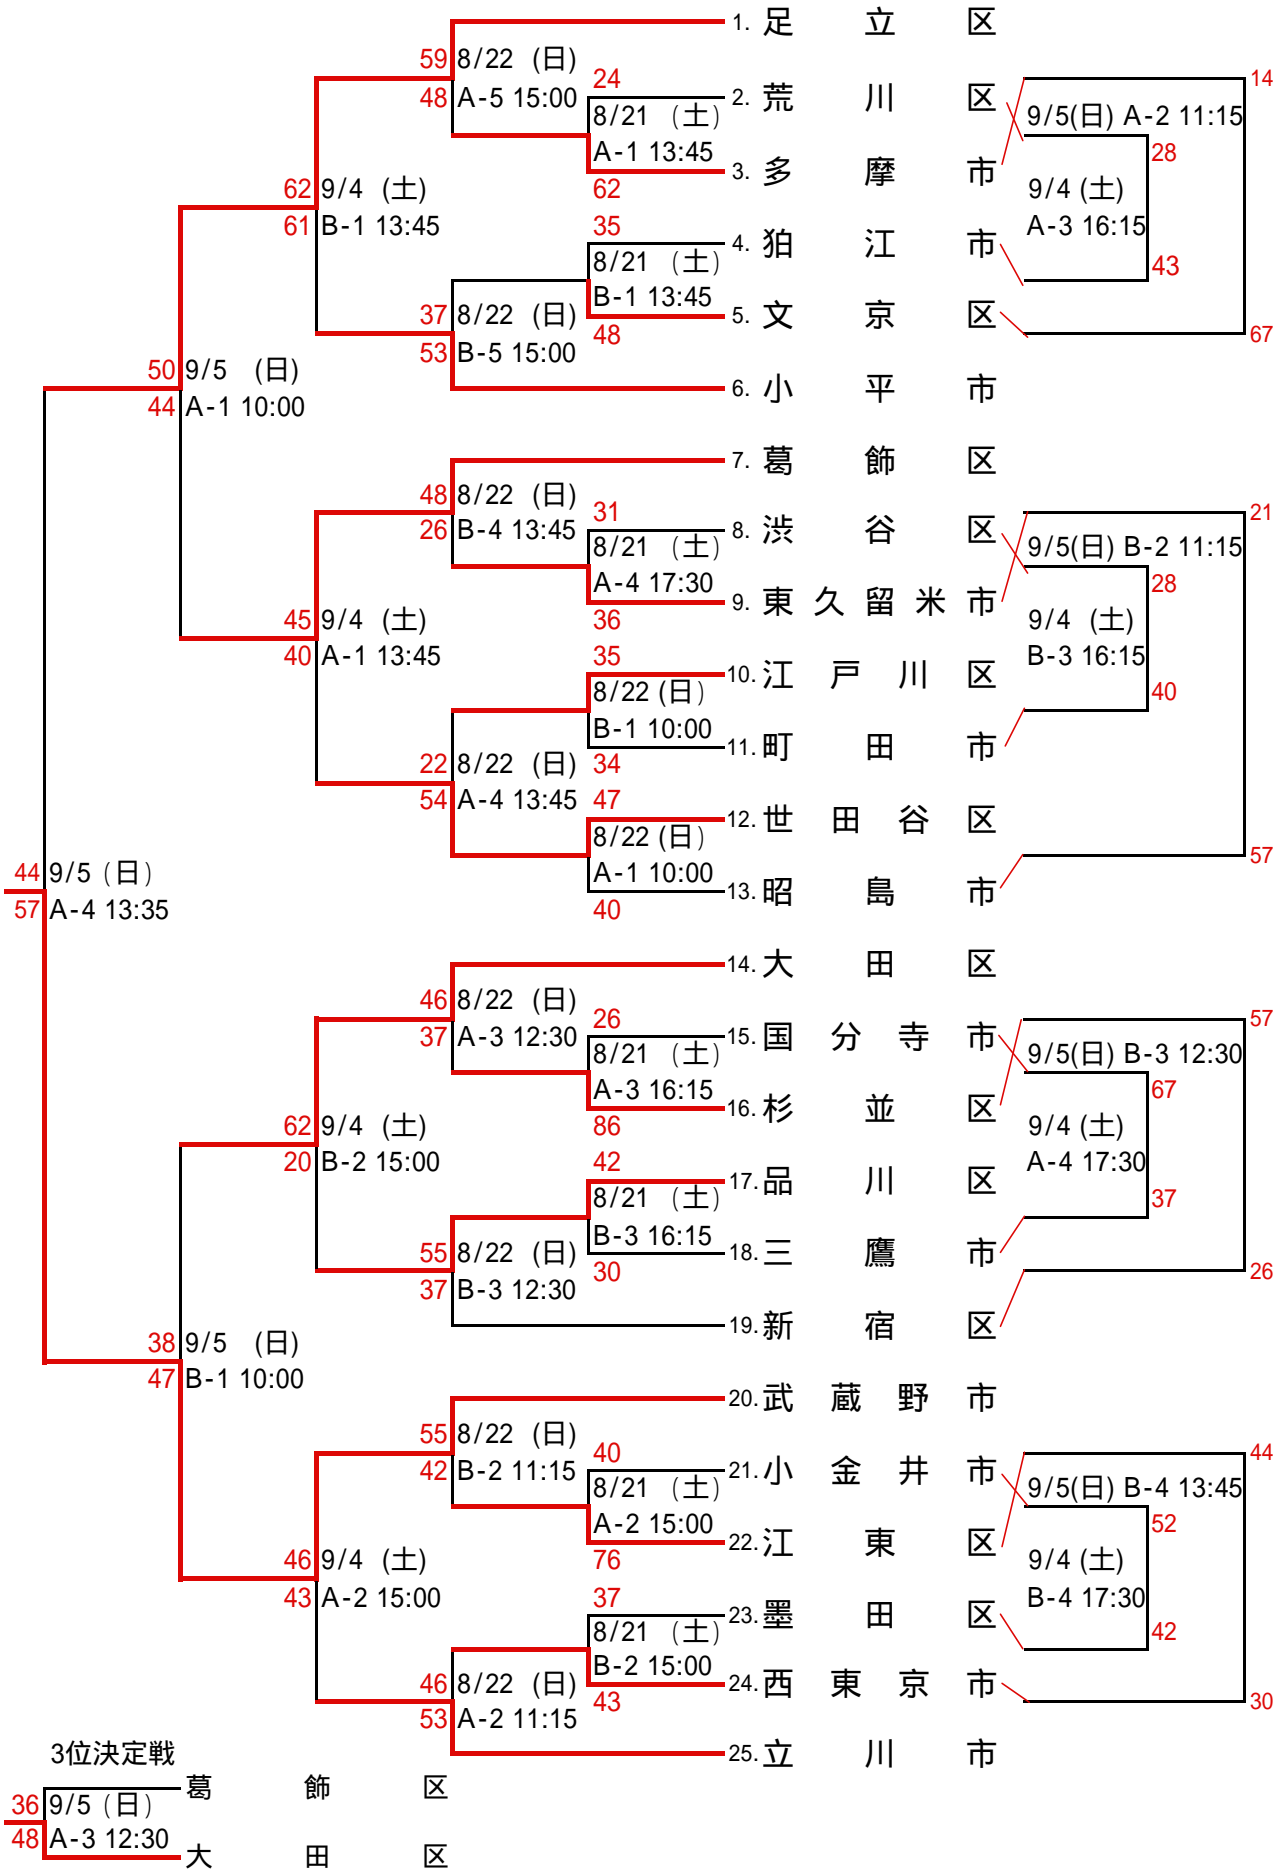 1. 足立区
59 8/22 (日)
48 A-5 15:00
24
2. 荒川区
8/21 (土)
A-1 13:45
3. 多摩市
62
14
9/5(日) A-2 11:15
28
9/4 (土)
A-3 16:15
43
67
62 9/4 (土)
61 B-1 13:45
35
4. 狛江市
8/21 (土)
B-1 13:45
5. 文京区
48
37 8/22 (日)
53 B-5 15:00
6. 小平市
50 9/5 (日)
44 A-1 10:00
7. 葛飾区
48 8/22 (日)
26 B-4 13:45
31
8. 渋谷区
8/21 (土)
A-4 17:30
9. 東久留米市
36
21
9/5(日) B-2 11:15
28
9/4 (土)
B-3 16:15
40
57
45 9/4 (土)
40 A-1 13:45
35
10. 江戸川区
8/22 (日)
B-1 10:00
11. 町田市
34
22 8/22 (日)
54 A-4 13:45
47
12. 世田谷区
8/22 (日)
A-1 10:00
13. 昭島市
40
44 9/5 (日)
57 A-4 13:35
14. 大田区
46 8/22 (日)
37 A-3 12:30
26
15. 国分寺市
8/21 (土)
A-3 16:15
16. 杉並区
86
57
9/5(日) B-3 12:30
67
9/4 (土)
A-4 17:30
37
26
62 9/4 (土)
20 B-2 15:00
42
17. 品川区
8/21 (土)
B-3 16:15
18. 三鷹市
30
55 8/22 (日)
37 B-3 12:30
19. 新宿区
38 9/5 (日)
47 B-1 10:00
20. 武蔵野市
55 8/22 (日)
42 B-2 11:15
40
21. 小金井市
8/21 (土)
A-2 15:00
22. 江東区
76
44
9/5(日) B-4 13:45
52
9/4 (土)
B-4 17:30
42
30
46 9/4 (土)
43 A-2 15:00
37
23. 墨田区
8/21 (土)
B-2 15:00
24. 西東京市
43
46 8/22 (日)
53 A-2 11:15
25. 立川市
3位決定戦
葛飾区
36 9/5 (日)
48 A-3 12:30
大田区